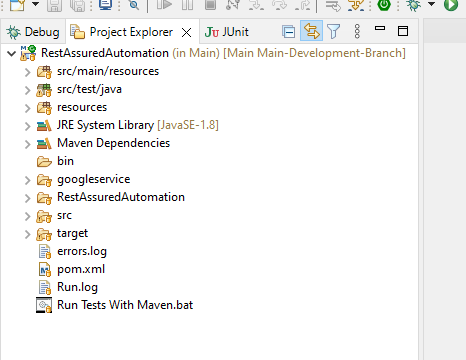 Debug Project Explorer JUnit
RestAssuredAutomation (in Main) [Main Main-Development-Branch]
src/main/resources
src/test/java
resources
JRE System Library [JavaSE-1.8]
Maven Dependencies
bin
googleservice
RestAssuredAutomation
src
target
errors.log
pom.xml
Run.log
Run Tests With Maven.bat